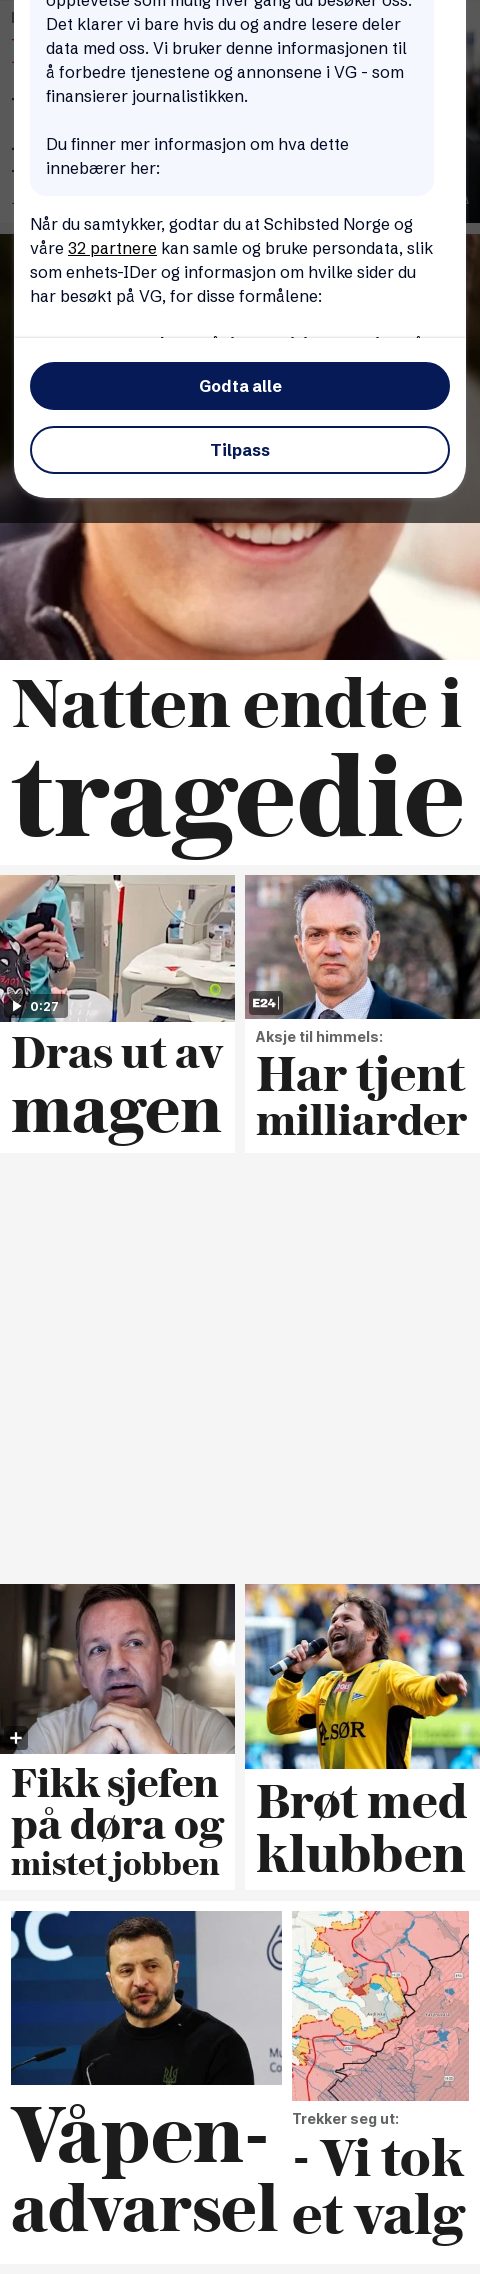 opplevelse som mulig hver gang du besøker oss.
Det klarer vi bare hvis du og andre lesere deler
data med oss. Vi bruker denne informasjonen til
å forbedre tjenestene og annonsene i VG - som
finansierer journalistikken.
Du finner mer informasjon om hva dette
innebærer her:
Når du samtykker, godtar du at Schibsted Norge og
våre 32 partnere kan samle og bruke persondata, slik
som enhets-IDer og informasjon om hvilke sider du
har besøkt på VG, for disse formålene:
Godta alle
Tilpass
Natten endte i
tragedie
0:27
Dras ut av
magen
E24
Aksje til himmels:
Har tjent
milliarder
Fikk sjefen
på døra og
mistet jobben
SØR
Brøt med
klubben
SC
Våpen-
advarsel
Trekker seg ut:
- Vi tok
et valg